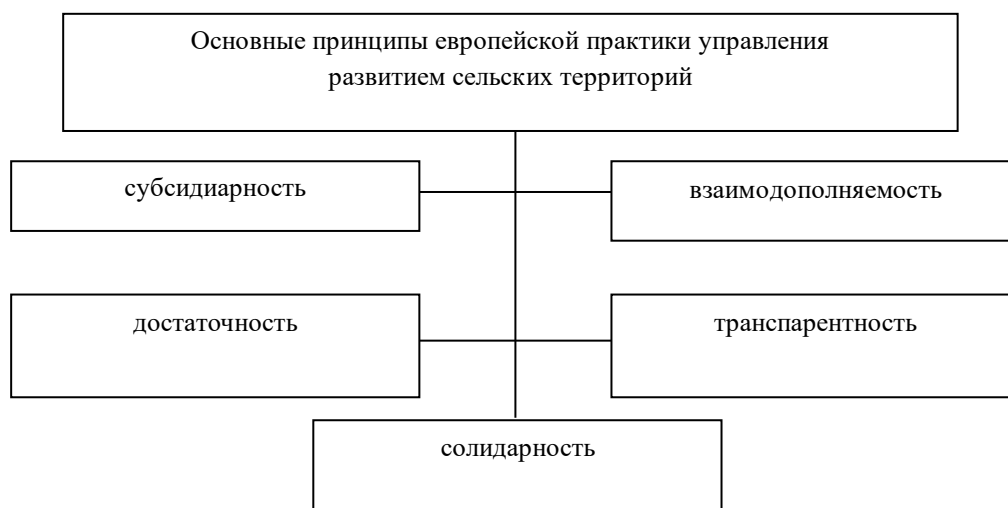 Основные принципы европейской практики управления
развитием сельских территорий
субсидиарность
взаимодополняемость
достаточность
транспарентность
солидарность